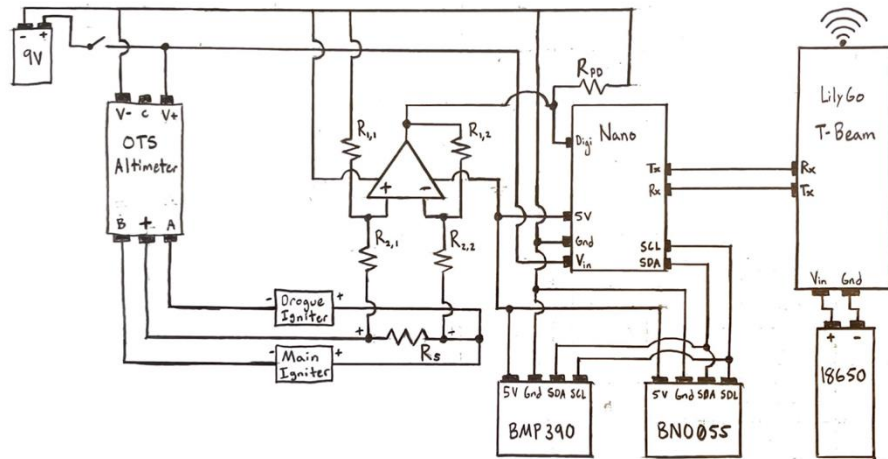 - +
9V
V- C V+
OTS
Altimeter
B + A
R1,1
R1,2
+ -
R2,1
R2,2
RPD
Digi
Nano
Tx
Rx
5V
Gnd
Vin
SCL
SDA
LilyGo
T-Beam
Rx
Tx
Vin Gnd
+ -
18650
- Drogue Igniter +
+ Rs -
- Main Igniter +
5V Gnd SDA SCL
BMP390
5V Gnd SDA SDL
BNO055